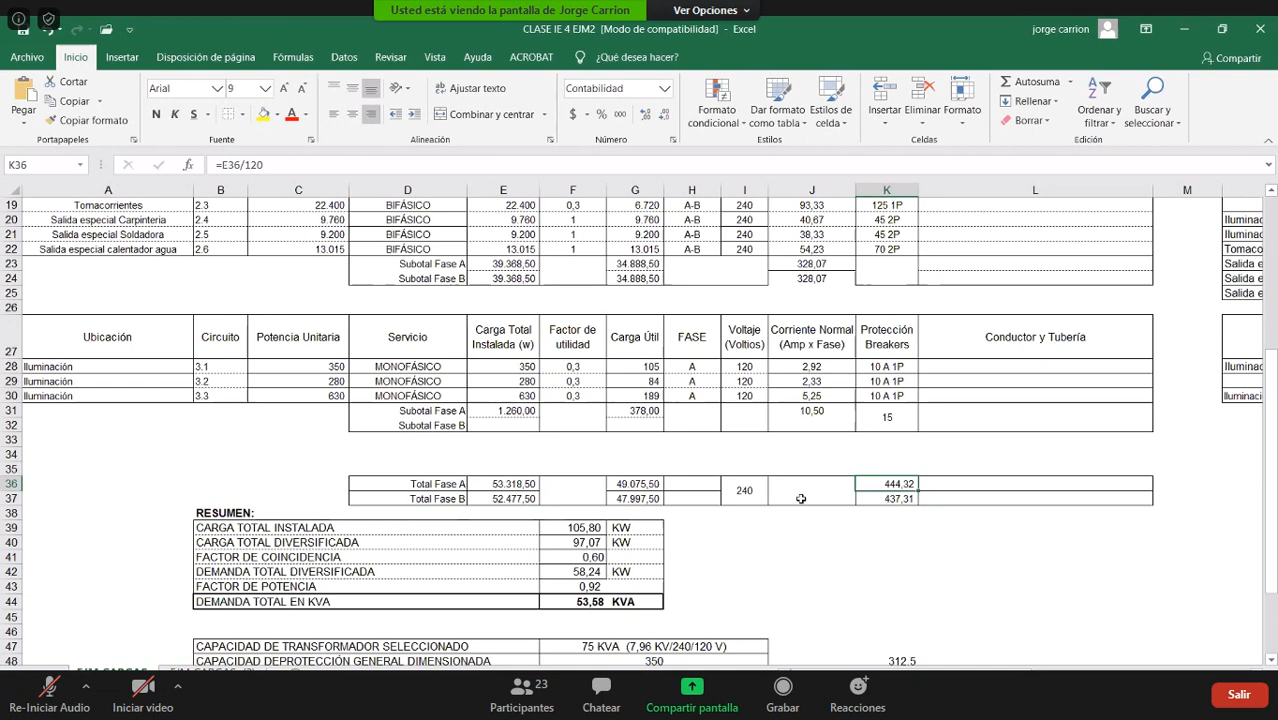 Usted está viendo la pantalla de Jorge Carrion Ver Opciones
CLASE IE 4 EJM2 [Modo de compatibilidad] - Excel jorge carrion
Archivo Inicio Insertar Disposición de página Fórmulas Datos Revisar Vista Ayuda ACROBAT ¿Qué desea hacer? Compartir
Pegar Cortar Copiar Copiar formato Portapapeles
Arial 9 N K S A Fuente
ab Ajustar texto Combinar y centrar Alineación
Contabilidad $ % 000 Número
Formato condicional Dar formato como tabla Estilos de celda Estilos
Insertar Eliminar Formato Celdas
Autosuma Rellenar Borrar Ordenar y filtrar Buscar y seleccionar Edición
K36 fx =E36/120
A B C D E F G H I J K L M
19 Tomacorrientes 2.3 22.400 BIFÁSICO 22.400 0,3 6.720 A-B 240 93,33 125 1P Iluminaci
20 Salida especial Carpinteria 2.4 9.760 BIFÁSICO 9.760 1 9.760 A-B 240 40,67 45 2P
21 Salida especial Soldadora 2.5 9.200 BIFÁSICO 9.200 1 9.200 A-B 240 38,33 45 2P Iluminaci
22 Salida especial calentador agua 2.6 13.015 BIFÁSICO 13.015 1 13.015 A-B 240 54,23 70 2P Tomaco
23 Subtotal Fase A 39.368,50 34.888,50 328,07 Salida es
24 Subtotal Fase B 39.368,50 34.888,50 328,07 Salida es
25 Salida es
26
27 Ubicación Circuito Potencia Unitaria Servicio Carga Total Instalada (w) Factor de utilidad Carga Útil FASE Voltaje (Voltios) Corriente Normal (Amp x Fase) Protección Breakers Conductor y Tubería
28 Iluminación 3.1 350 MONOFÁSICO 350 0,3 105 A 120 2,92 10 A 1P Iluminaci
29 Iluminación 3.2 280 MONOFÁSICO 280 0,3 84 A 120 2,33 10 A 1P
30 Iluminación 3.3 630 MONOFÁSICO 630 0,3 189 A 120 5,25 10 A 1P Iluminaci
31 Subtotal Fase A 1.260,00 378,00 10,50 15
32 Subtotal Fase B
33
34
35
36 Total Fase A 53.318,50 49.075,50 240 444,32
37 Total Fase B 52.477,50 47.997,50 437,31
38 RESUMEN:
39 CARGA TOTAL INSTALADA 105,80 KW
40 CARGA TOTAL DIVERSIFICADA 97,07 KW
41 FACTOR DE COINCIDENCIA 0,60
42 DEMANDA TOTAL DIVERSIFICADA 58,24 KW
43 FACTOR DE POTENCIA 0,92
44 DEMANDA TOTAL EN KVA 53,58 KVA
45
46
47 CAPACIDAD DE TRANSFORMADOR SELECCIONADO 75 KVA (7,96 KV/240/120 V)
48 CAPACIDAD DEPROTECCIÓN GENERAL DIMENSIONADA 350 312.5
Re-Iniciar Audio Iniciar video 23 Participantes Chatear Compartir pantalla Grabar Reacciones Salir